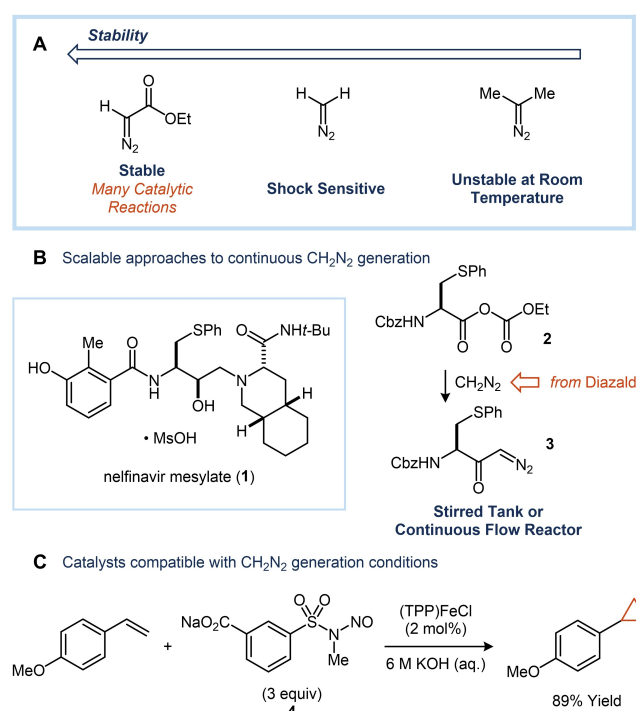 A
Stability
H
O
OEt
N2
H
H
N2
Me
Me
N2
Stable
Many Catalytic
Reactions
Shock Sensitive
Unstable at Room
Temperature
B Scalable approaches to continuous CH2N2 generation
SPh
CbzHN
O
O
O
OEt
2
CH2N2
from Diazald
SPh
CbzHN
O
N2
3
Stirred Tank or
Continuous Flow Reactor
Me
HO
O
N
H
SPh
OH
N
O
NHt-Bu
H
H
• MsOH
nelfinavir mesylate (1)
C Catalysts compatible with CH2N2 generation conditions
MeO
+
NaO2C
O
O
S
N
NO
Me
(3 equiv)
4
(TPP)FeCl
(2 mol%)
6 M KOH (aq.)
MeO
89% Yield